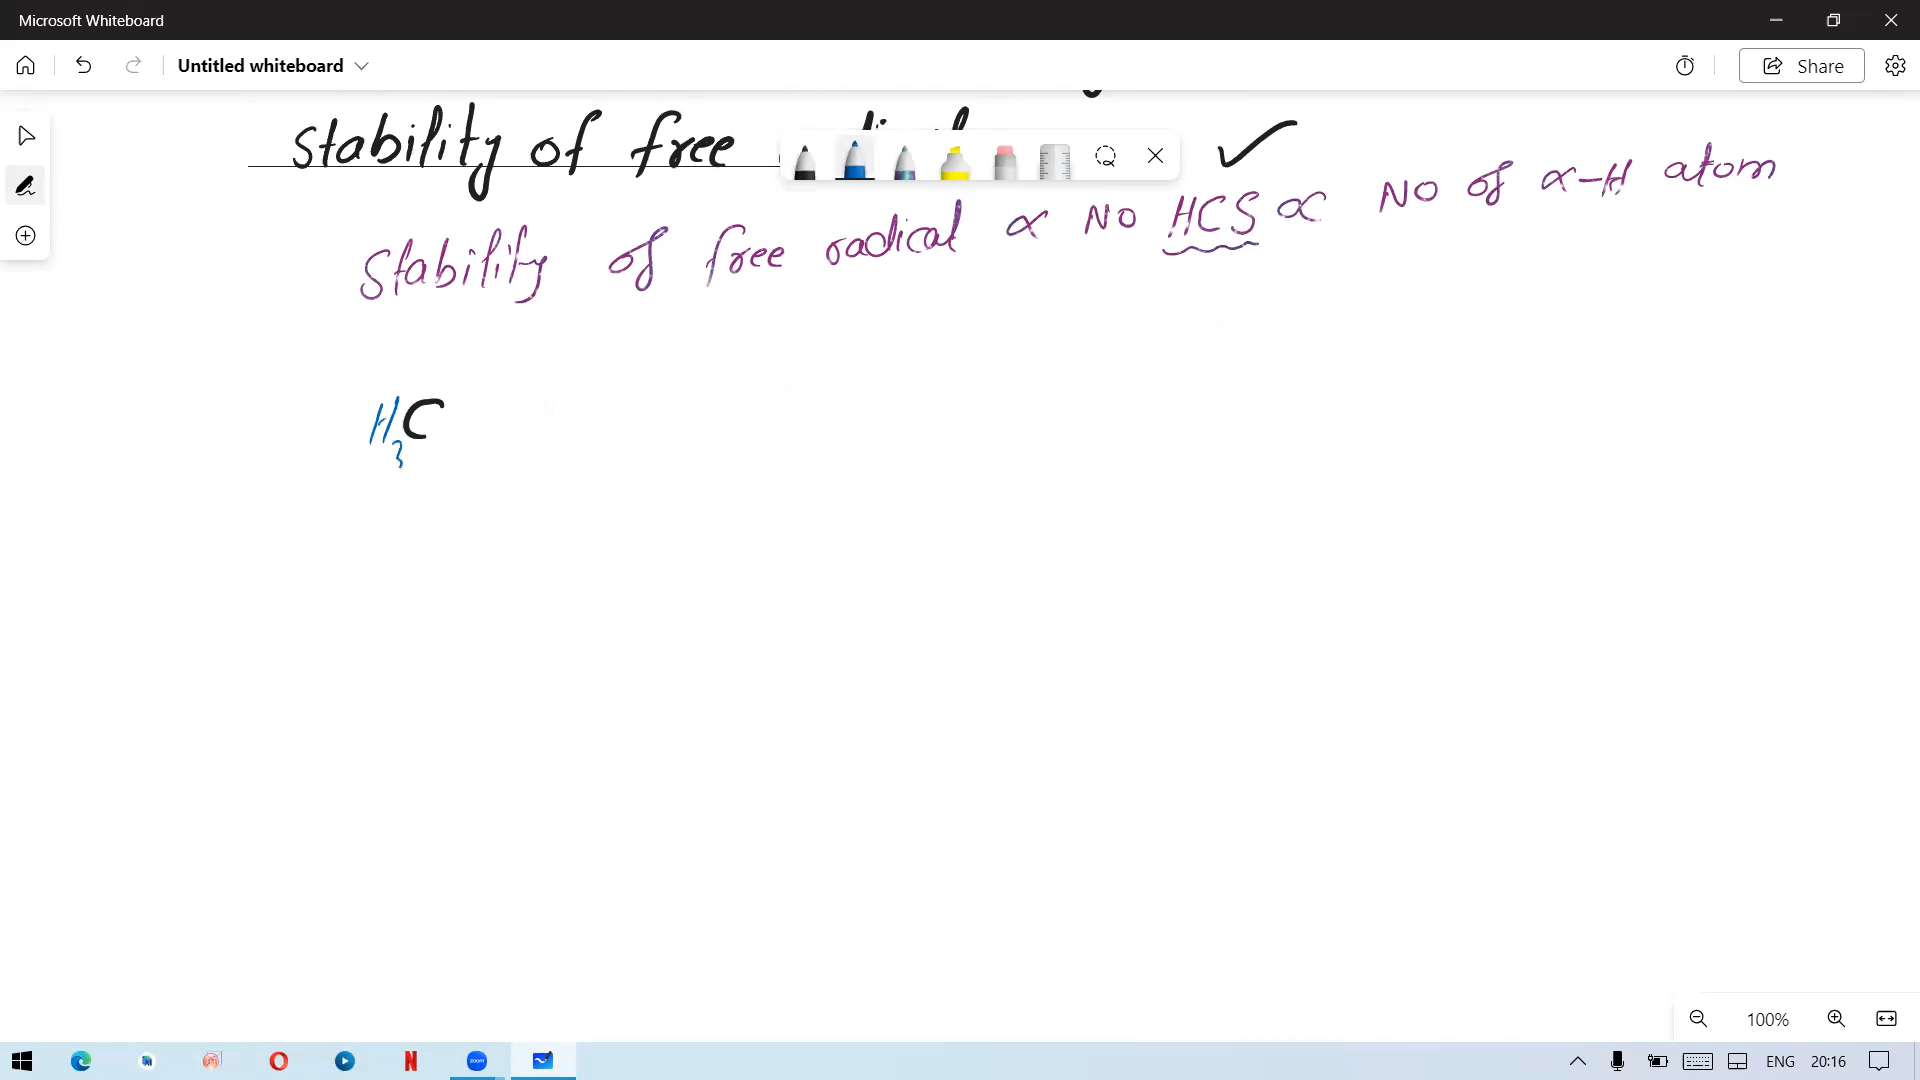 Microsoft Whiteboard
Untitled whiteboard
Share
stability of free
stability of free radical ∝ NO HCS ∝ NO of α-H atom
H3C
100%
zoom
ENG 20:16